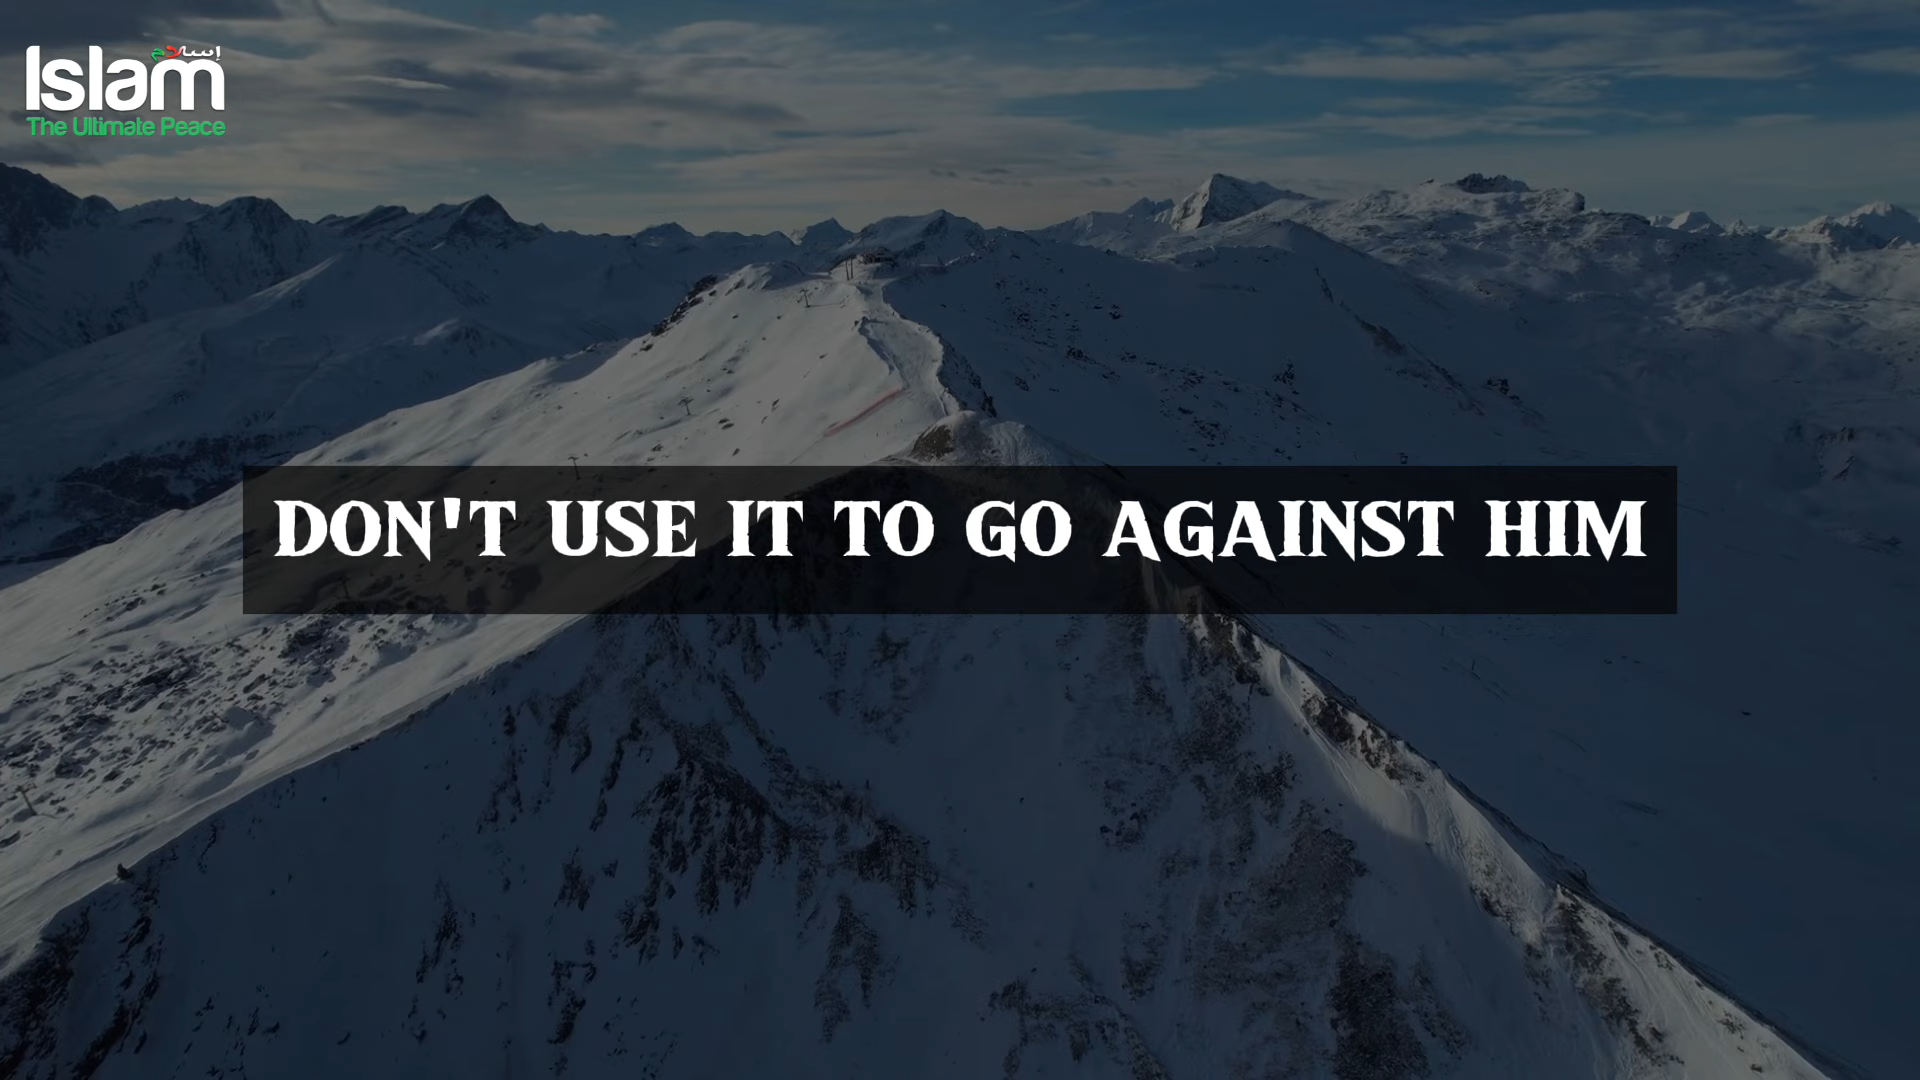 إسلام
Islam
The Ultimate Peace
DON'T USE IT TO GO AGAINST HIM